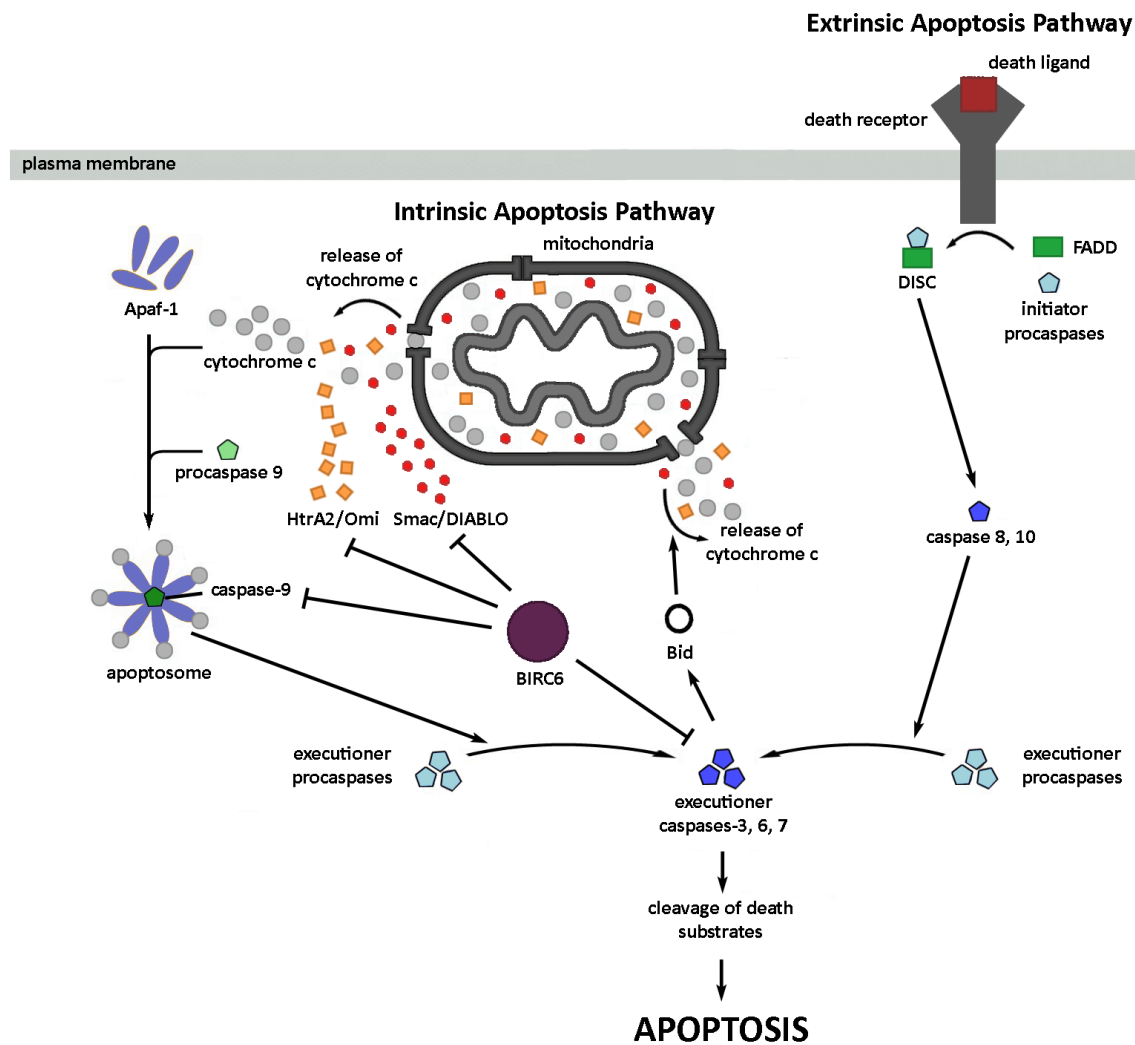 Extrinsic Apoptosis Pathway
death ligand
death receptor
plasma membrane
Intrinsic Apoptosis Pathway
mitochondria
release of
cytochrome c
Apaf-1
cytochrome c
procaspase 9
HtrA2/Omi
Smac/DIABLO
release of
cytochrome c
FADD
DISC
initiator
procaspases
caspase 8, 10
caspase-9
apoptosome
BIRC6
Bid
executioner
procaspases
executioner
procaspases
executioner
caspases-3, 6, 7
cleavage of death
substrates
APOPTOSIS